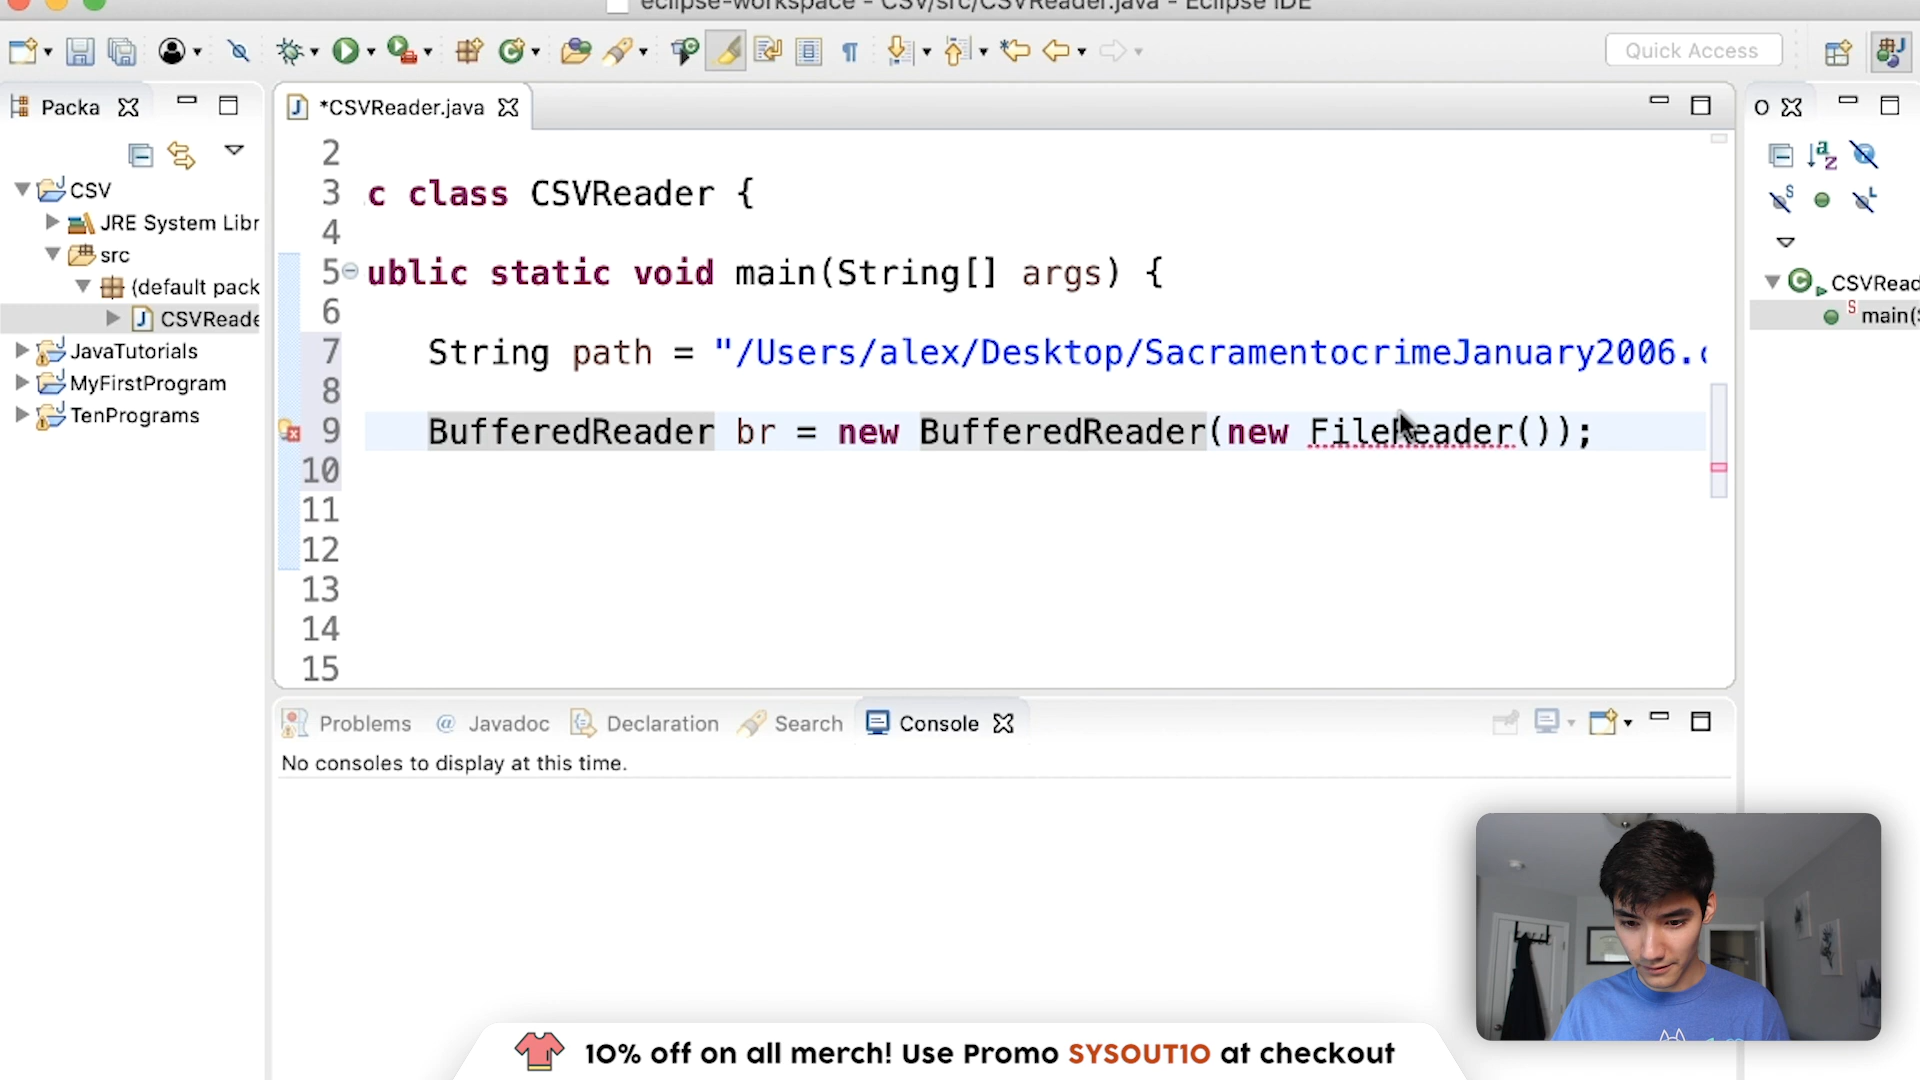 eclipse-workspace - CSV/src/CSVReader.java - Eclipse IDE
Quick Access
Packa
*CSVReader.java
O
CSV
JRE System Libr
src
(default pack
CSVReade
JavaTutorials
MyFirstProgram
TenPrograms
2
3 c class CSVReader {
4
5 ublic static void main(String[] args) {
6
7 String path = "/Users/alex/Desktop/SacramentocrimeJanuary2006.c
8
9 BufferedReader br = new BufferedReader(new FileReader());
10
11
12
13
14
15
CSVRead
main(S
Problems @ Javadoc Declaration Search Console
No consoles to display at this time.
10% off on all merch! Use Promo SYSOUT10 at checkout